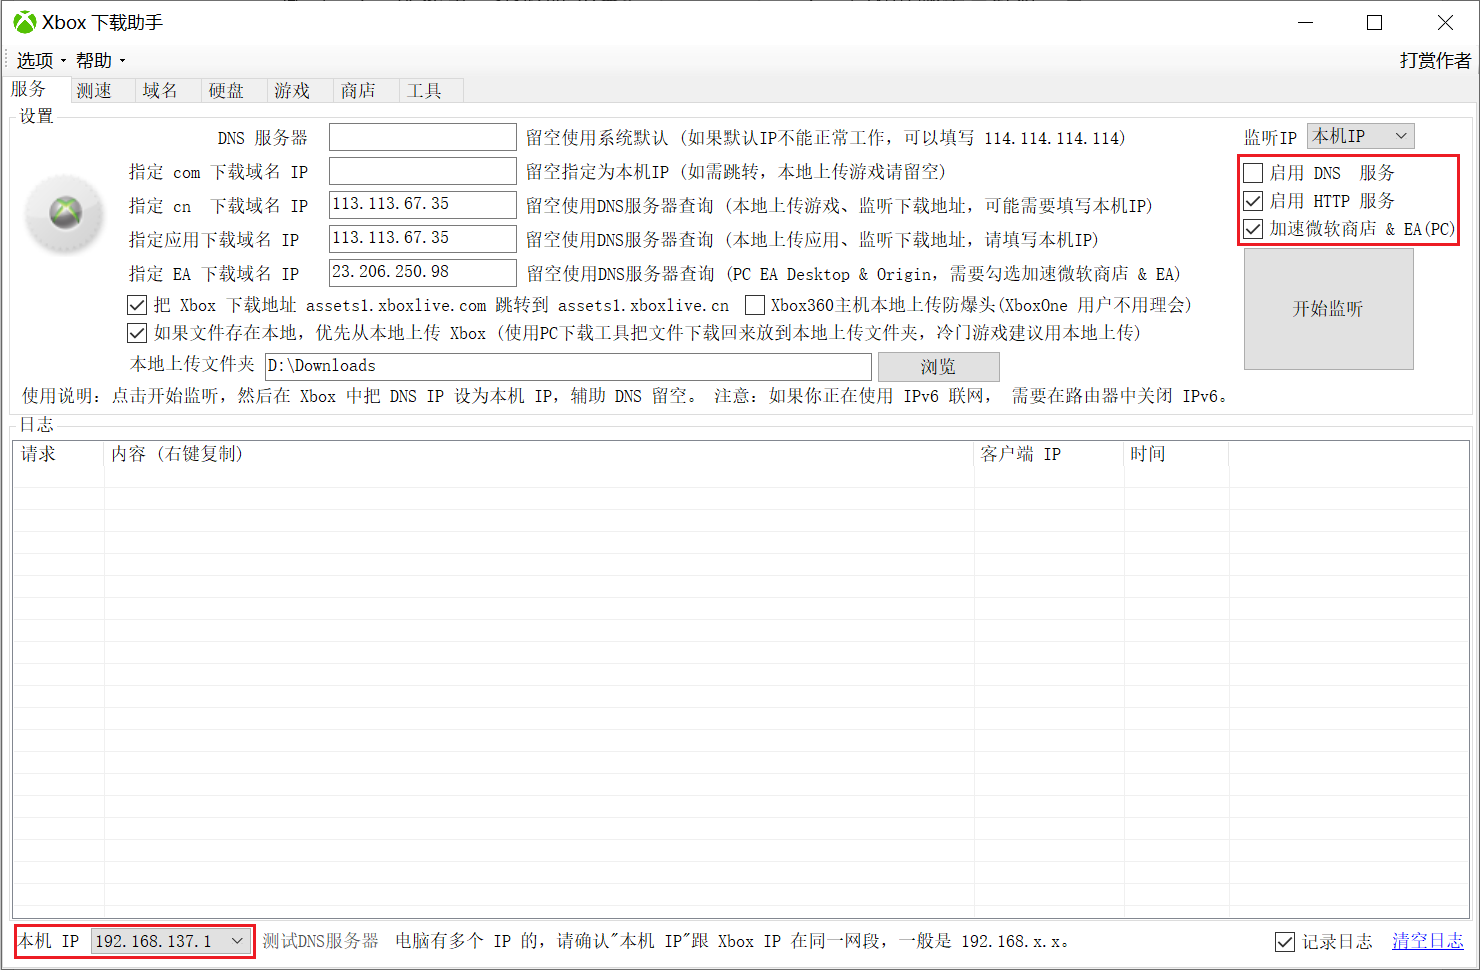 Xbox 下载助手
选项 帮助 打赏作者
服务 测速 域名 硬盘 游戏 商店 工具
设置
DNS 服务器 留空使用系统默认 (如果默认IP不能正常工作，可以填写 114.114.114.114) 监听IP 本机IP
指定 com 下载域名 IP 留空指定为本机IP (如需跳转，本地上传游戏请留空) 启用 DNS 服务
指定 cn 下载域名 IP 113.113.67.35 留空使用DNS服务器查询 (本地上传游戏、监听下载地址，可能需要填写本机IP) 启用 HTTP 服务
指定应用下载域名 IP 113.113.67.35 留空使用DNS服务器查询 (本地上传应用、监听下载地址，请填写本机IP) 加速微软商店 & EA(PC)
指定 EA 下载域名 IP 23.206.250.98 留空使用DNS服务器查询 (PC EA Desktop & Origin，需要勾选加速微软商店 & EA)
把 Xbox 下载地址 assets1.xboxlive.com 跳转到 assets1.xboxlive.cn Xbox360主机本地上传防爆头(XboxOne 用户不用理会) 开始监听
如果文件存在本地，优先从本地上传 Xbox (使用PC下载工具把文件下载回来放到本地上传文件夹，冷门游戏建议用本地上传)
本地上传文件夹 D:\Downloads 浏览
使用说明：点击开始监听，然后在 Xbox 中把 DNS IP 设为本机 IP，辅助 DNS 留空。 注意：如果你正在使用 IPv6 联网， 需要在路由器中关闭 IPv6。
日志
请求 内容 (右键复制) 客户端 IP 时间
本机 IP 192.168.137.1 测试DNS服务器 电脑有多个 IP 的，请确认"本机 IP"跟 Xbox IP 在同一网段，一般是 192.168.x.x。 记录日志 清空日志